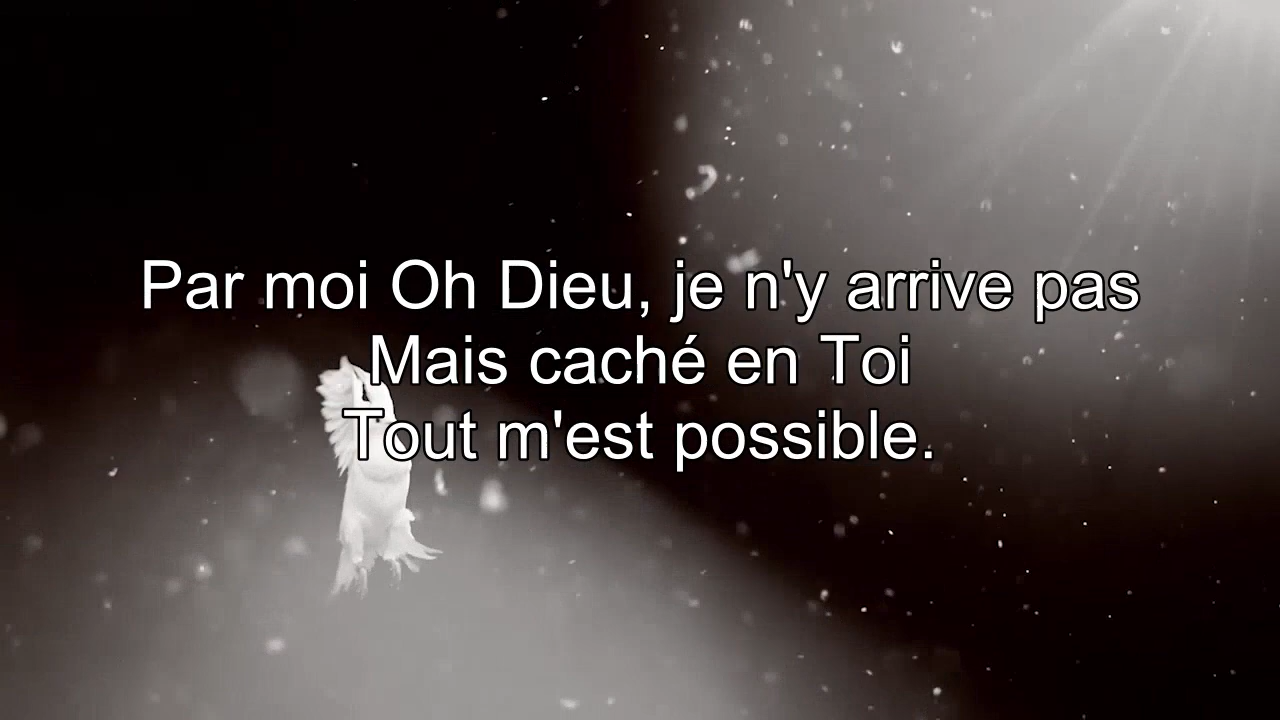 Par moi Oh Dieu, je n'y arrive pas
Mais caché en Toi
Tout m'est possible.